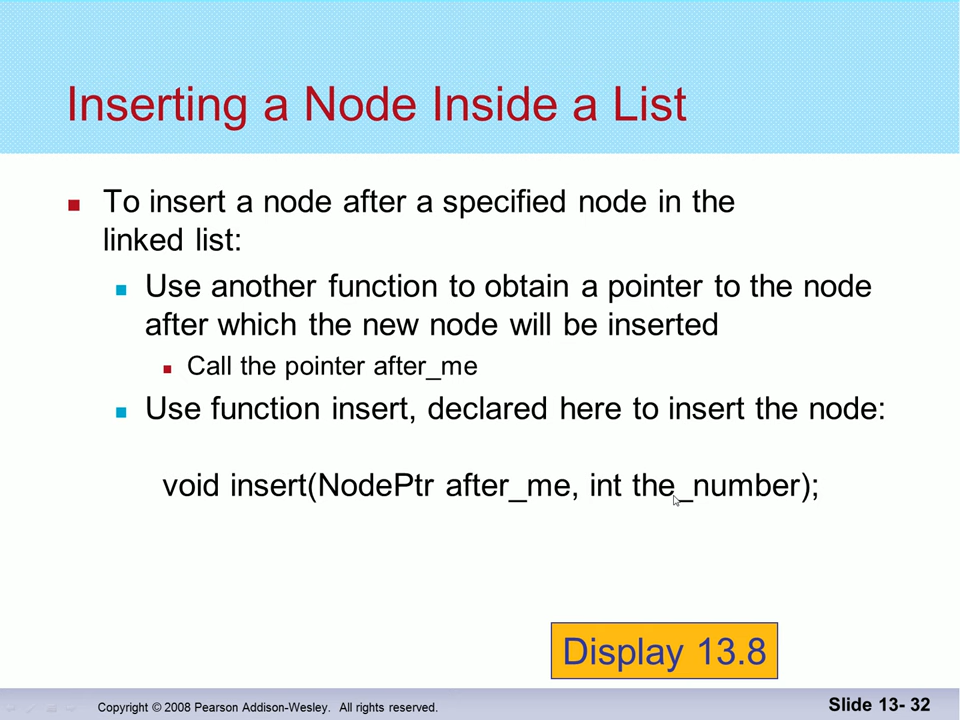 Inserting a Node Inside a List
To insert a node after a specified node in the
linked list:
Use another function to obtain a pointer to the node
after which the new node will be inserted
Call the pointer after_me
Use function insert, declared here to insert the node:
void insert(NodePtr after_me, int the_number);
Display 13.8
Copyright © 2008 Pearson Addison-Wesley. All rights reserved.
Slide 13- 32